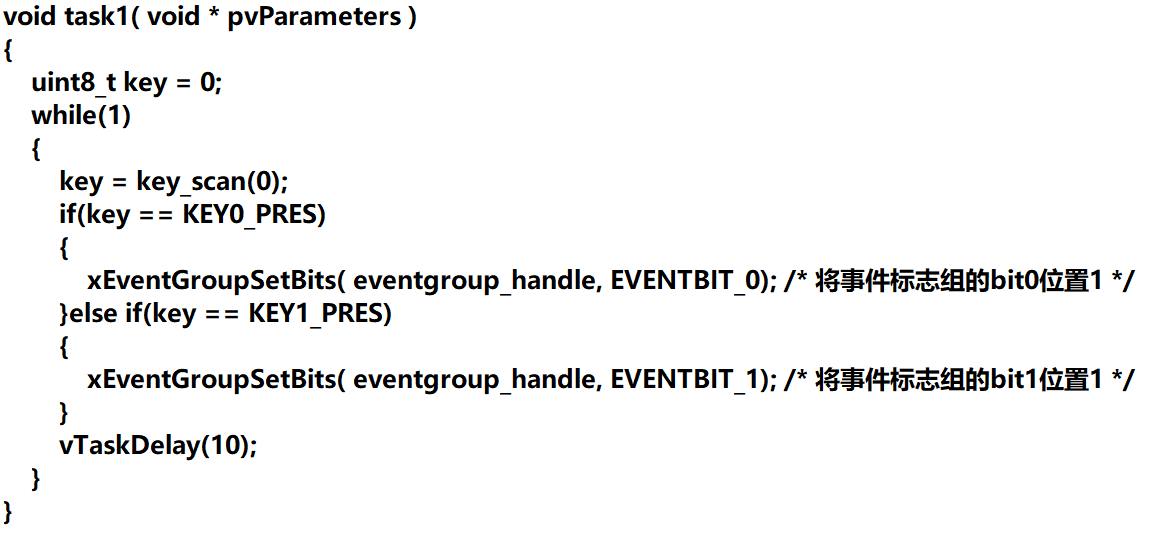 void task1( void * pvParameters )
{
uint8_t key = 0;
while(1)
{
key = key_scan(0);
if(key == KEY0_PRES)
{
xEventGroupSetBits( eventgroup_handle, EVENTBIT_0); /* 将事件标志组的bit0位置1 */
}else if(key == KEY1_PRES)
{
xEventGroupSetBits( eventgroup_handle, EVENTBIT_1); /* 将事件标志组的bit1位置1 */
}
vTaskDelay(10);
}
}